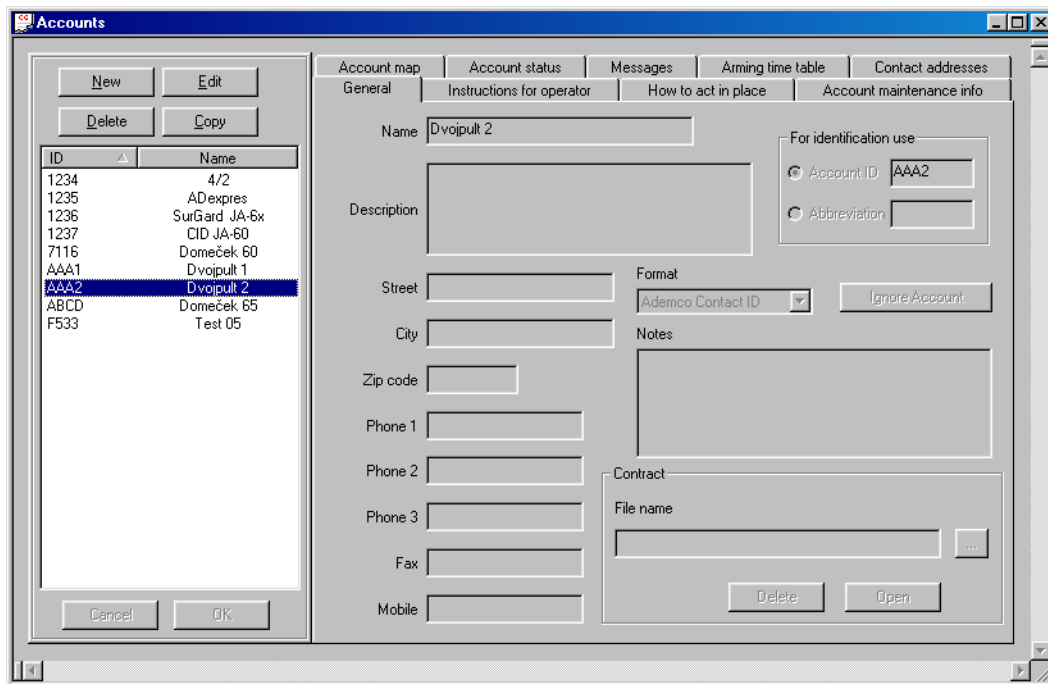 CG Accounts
New Edit
Delete Copy
ID Name
1234 4/2
1235 ADexpres
1236 SurGard JA-6x
1237 CID JA-60
7116 Domeček 60
AAA1 Dvojpult 1
AAA2 Dvojpult 2
ABCD Domeček 65
F533 Test 05
Cancel OK
Account map Account status Messages Arming time table Contact addresses
General Instructions for operator How to act in place Account maintenance info
Name Dvojpult 2
For identification use
Account ID AAA2
Abbreviation
Description
Street
Format
Ademco Contact ID
Ignore Account
City
Notes
Zip code
Phone 1
Phone 2
Phone 3
Fax
Mobile
Contract
File name
...
Delete Open